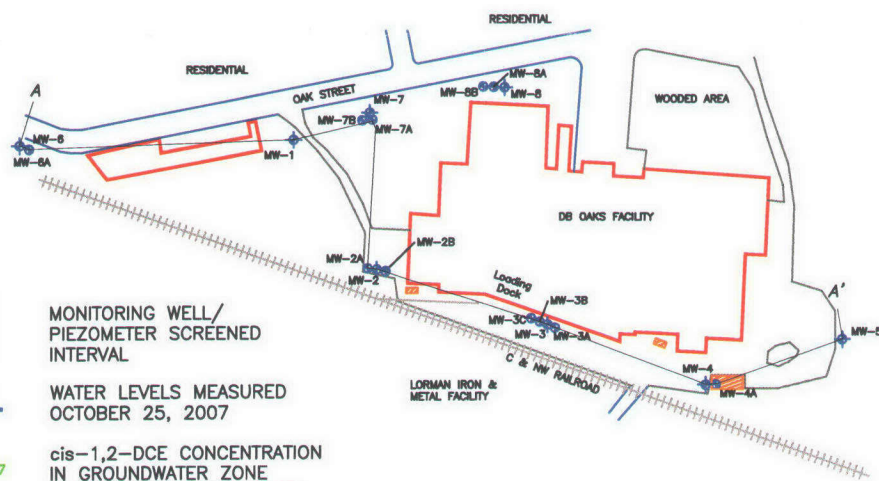 RESIDENTIAL
RESIDENTIAL
A
OAK STREET
MW-8A
MW-8B
MW-8
WOODED AREA
MW-7
MW-7B
MW-7A
MW-6
MW-6A
MW-1
DB OAKS FACILITY
MW-2A
MW-2B
MW-2
Loading
Dock
MW-3B
MW-3C
MW-3
MW-3A
A'
MW-5
MW-4
MW-4A
C & NW RAILROAD
LORMAN IRON &
METAL FACILITY
MONITORING WELL/
PIEZOMETER SCREENED
INTERVAL
WATER LEVELS MEASURED
OCTOBER 25, 2007
cis-1,2-DCE CONCENTRATION
IN GROUNDWATER ZONE